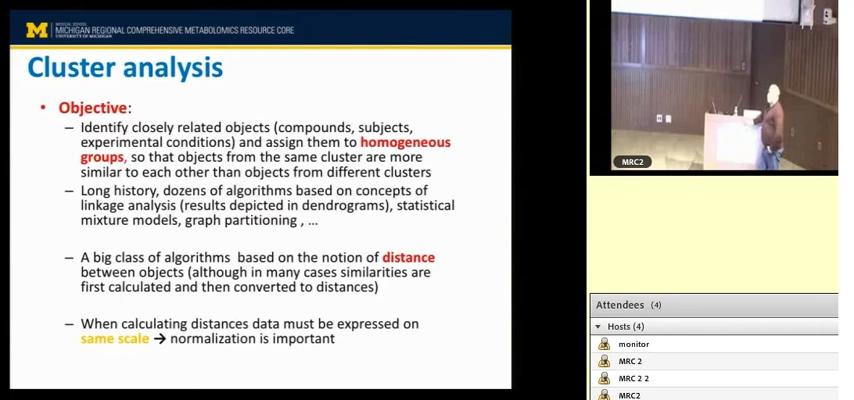 M
MEDICAL SCHOOL
MICHIGAN REGIONAL COMPREHENSIVE METABOLOMICS RESOURCE CORE
UNIVERSITY OF MICHIGAN
Cluster analysis
• Objective:
– Identify closely related objects (compounds, subjects,
experimental conditions) and assign them to homogeneous
groups, so that objects from the same cluster are more
similar to each other than objects from different clusters
– Long history, dozens of algorithms based on concepts of
linkage analysis (results depicted in dendrograms), statistical
mixture models, graph partitioning , …
– A big class of algorithms based on the notion of distance
between objects (although in many cases similarities are
first calculated and then converted to distances)
– When calculating distances data must be expressed on
same scale → normalization is important
MRC2
Attendees (4)
Hosts (4)
monitor
MRC 2
MRC 2 2
MRC2